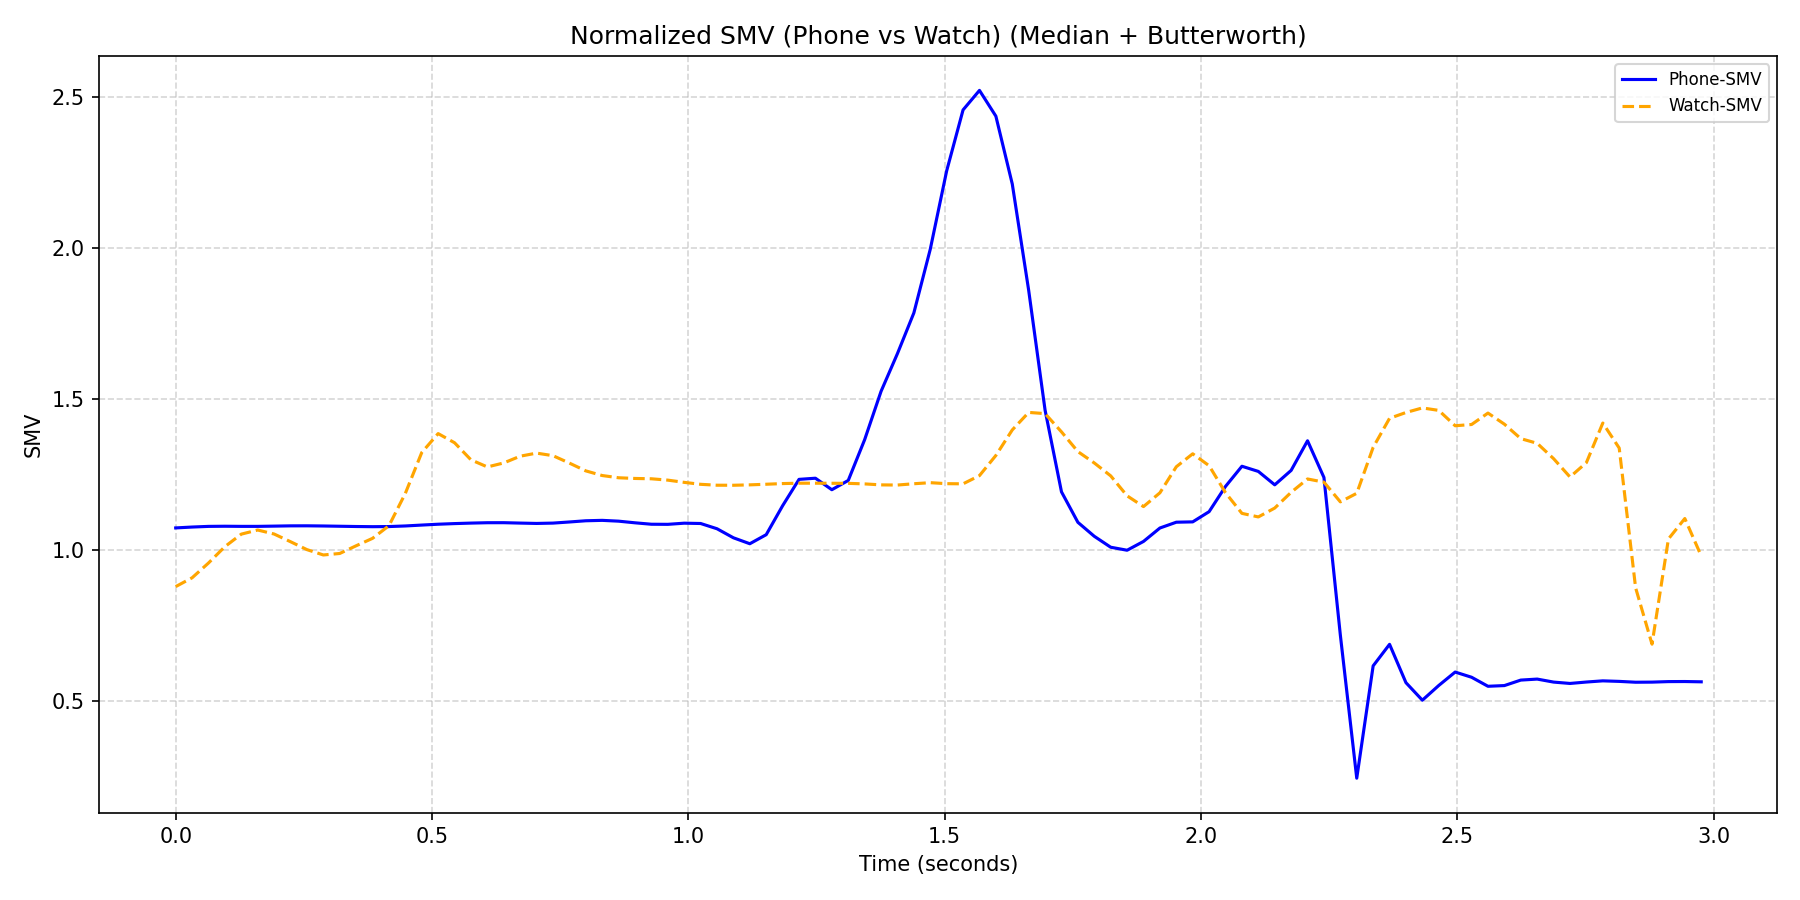 Normalized SMV (Phone vs Watch) (Median + Butterworth)
Phone-SMV
Watch-SMV
SMV
2.5
2.0
1.5
1.0
0.5
0.0 0.5 1.0 1.5 2.0 2.5 3.0
Time (seconds)